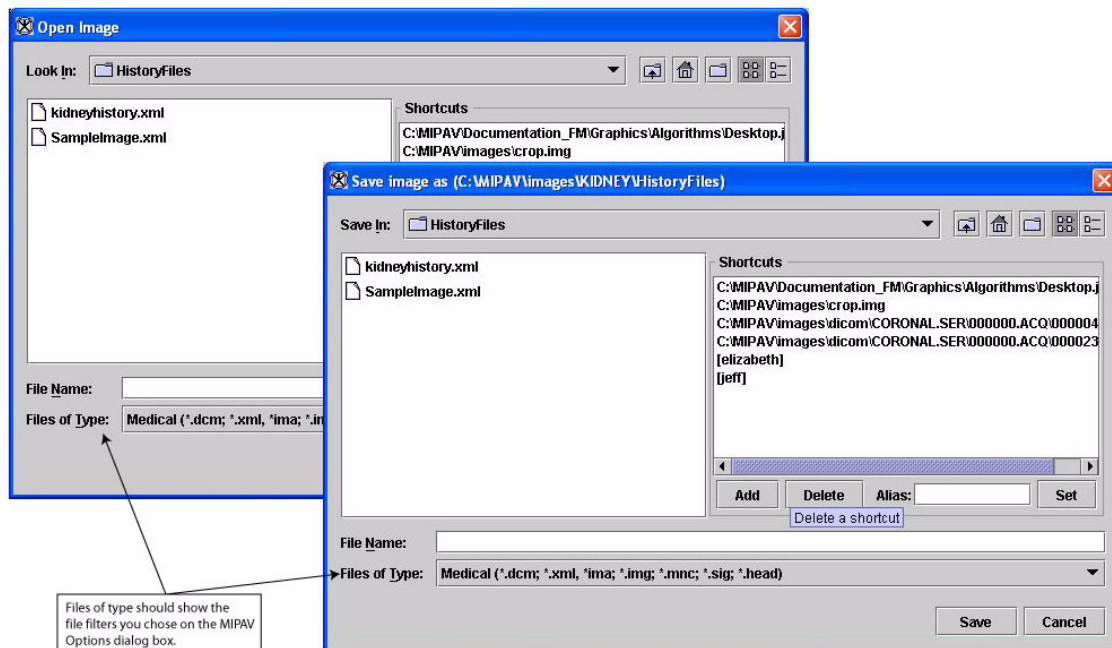 Open Image
Look In: HistoryFiles
kidneyhistory.xml
SampleImage.xml
Shortcuts
C:\MIPAV\Documentation_FM\Graphics\Algorithms\Desktop.j
C:\MIPAV\images\crop.img
File Name:
Files of Type: Medical (*.dcm; *.xml, *ima; *.in
Save image as (C:\MIPAV\images\KIDNEY\HistoryFiles)
Save In: HistoryFiles
kidneyhistory.xml
SampleImage.xml
Shortcuts
C:\MIPAV\Documentation_FM\Graphics\Algorithms\Desktop.j
C:\MIPAV\images\crop.img
C:\MIPAV\images\dicom\CORONAL.SER\000000.ACQ\000004
C:\MIPAV\images\dicom\CORONAL.SER\000000.ACQ\000023
[elizabeth]
[jeff]
Add Delete Alias: Set
Delete a shortcut
File Name:
Files of Type: Medical (*.dcm; *.xml, *ima; *.img; *.mnc; *.sig; *.head)
Save Cancel
Files of type should show the
file filters you chose on the MIPAV
Options dialog box.